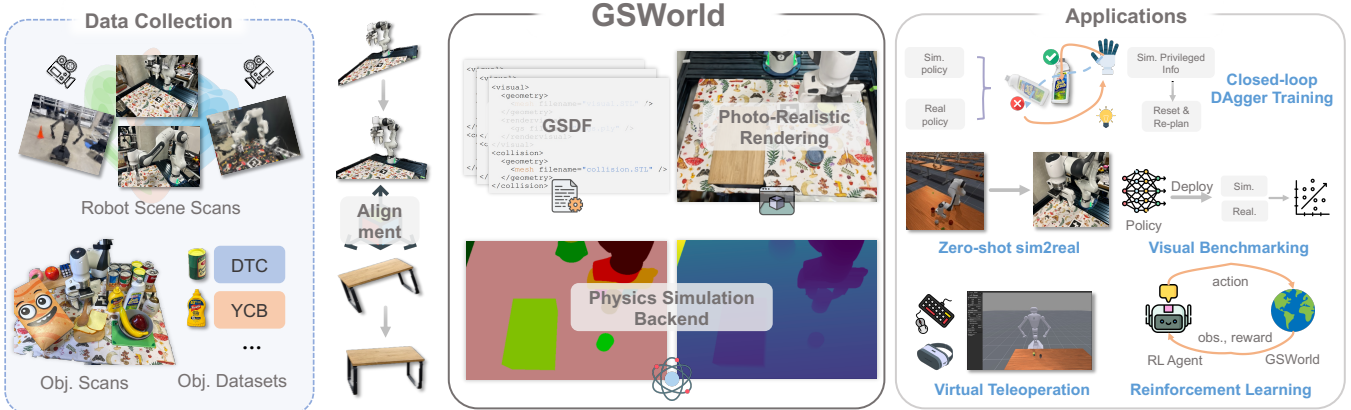 Data Collection
Robot Scene Scans
DTC
YCB
...
Obj. Scans
Obj. Datasets
Align
ment
GSWorld
<visual>
<visual>
<geometry>
GSDF
</visual>
<collision>
<geometry>
<mesh filename="collision.STL" />
</geometry>
</collision>
Photo-Realistic
Rendering
Physics Simulation
Backend
Applications
Sim.
policy
Real
policy
Sim. Privileged
Info
Reset &
Re-plan
Closed-loop
DAgger Training
Zero-shot sim2real
Policy
Deploy
Sim.
Real.
Visual Benchmarking
Virtual Teleoperation
action
obs., reward
RL Agent
GSWorld
Reinforcement Learning